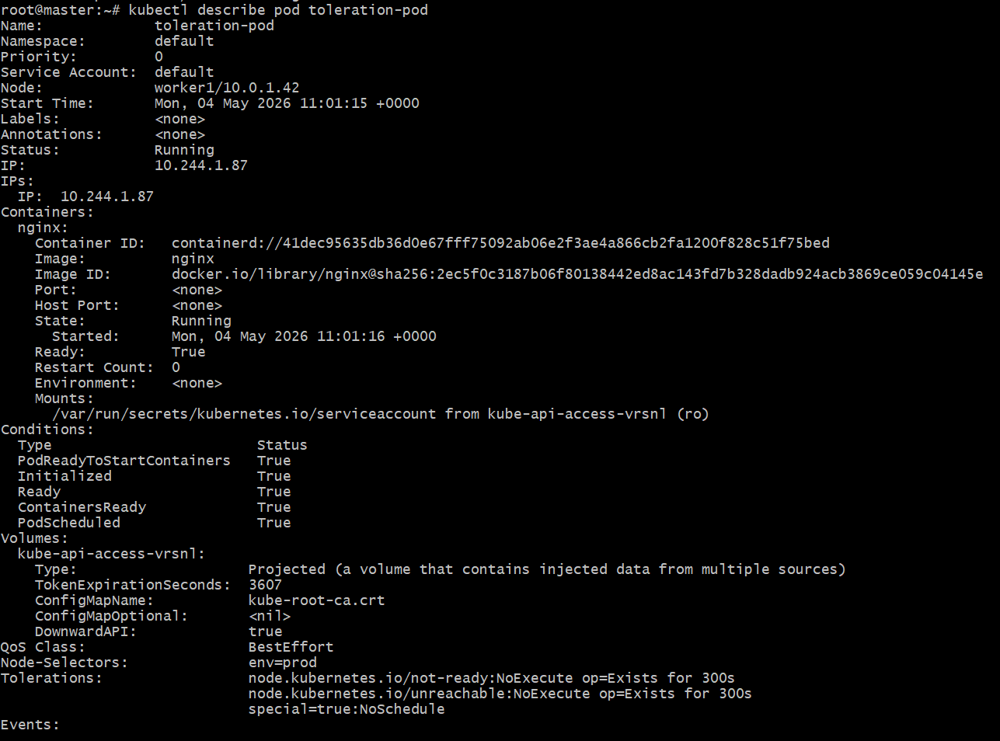 root@master:~# kubectl describe pod toleration-pod
Name:             toleration-pod
Namespace:        default
Priority:         0
Service Account:  default
Node:             worker1/10.0.1.42
Start Time:       Mon, 04 May 2026 11:01:15 +0000
Labels:           <none>
Annotations:      <none>
Status:           Running
IP:               10.244.1.87
IPs:
  IP:  10.244.1.87
Containers:
  nginx:
    Container ID:   containerd://41dec95635db36d0e67fff75092ab06e2f3ae4a866cb2fa1200f828c51f75bed
    Image:          nginx
    Image ID:       docker.io/library/nginx@sha256:2ec5f0c3187b06f80138442ed8ac143fd7b328dadb924acb3869ce059c04145e
    Port:           <none>
    Host Port:      <none>
    State:          Running
      Started:      Mon, 04 May 2026 11:01:16 +0000
    Ready:          True
    Restart Count:  0
    Environment:    <none>
    Mounts:
      /var/run/secrets/kubernetes.io/serviceaccount from kube-api-access-vrsnl (ro)
Conditions:
  Type                        Status
  PodReadyToStartContainers   True
  Initialized                 True
  Ready                       True
  ContainersReady             True
  PodScheduled                True
Volumes:
  kube-api-access-vrsnl:
    Type:                    Projected (a volume that contains injected data from multiple sources)
    TokenExpirationSeconds:  3607
    ConfigMapName:           kube-root-ca.crt
    ConfigMapOptional:       <nil>
    DownwardAPI:             true
QoS Class:                   BestEffort
Node-Selectors:              env=prod
Tolerations:                 node.kubernetes.io/not-ready:NoExecute op=Exists for 300s
                             node.kubernetes.io/unreachable:NoExecute op=Exists for 300s
                             special=true:NoSchedule
Events: